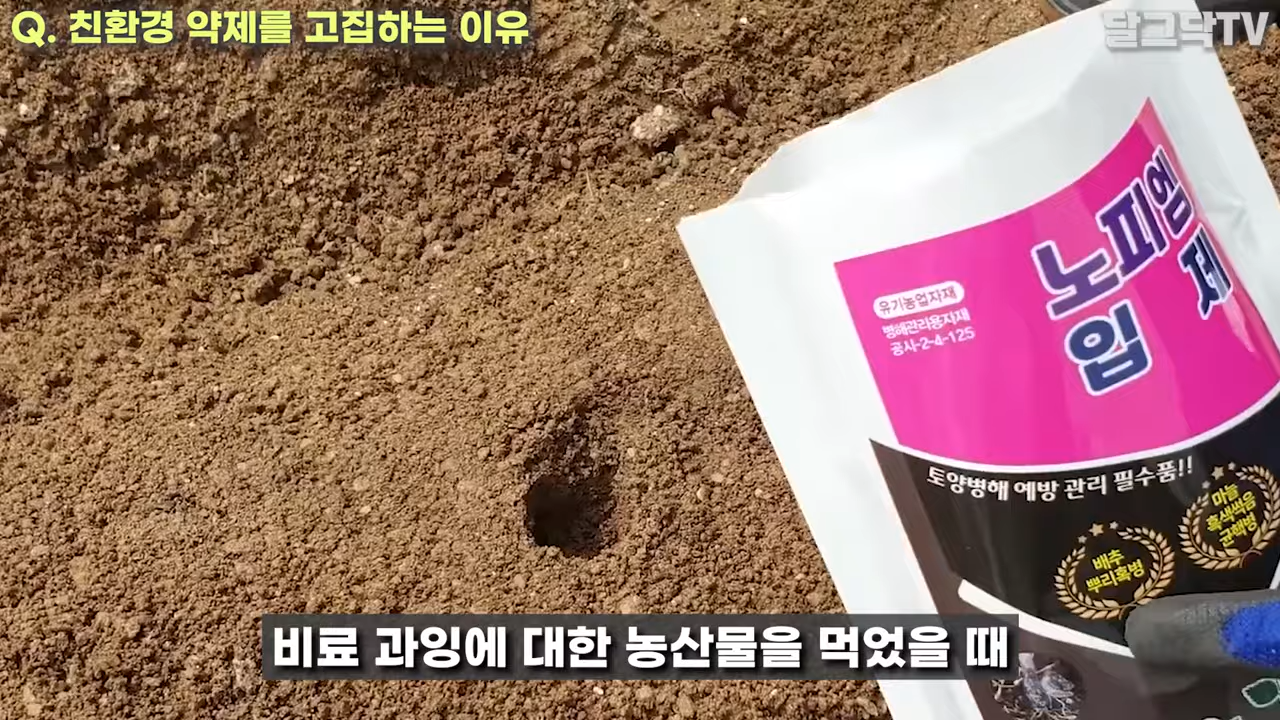 Q. 친환경 약제를 고집하는 이유
달고닥TV
노피엠
입제
유기농업자재
병해관리용자재
공시-2-4-125
토양병해 예방 관리 필수품!!
마늘
흑색썩음
균핵병
배추
뿌리혹병
비료 과잉에 대한 농산물을 먹었을 때